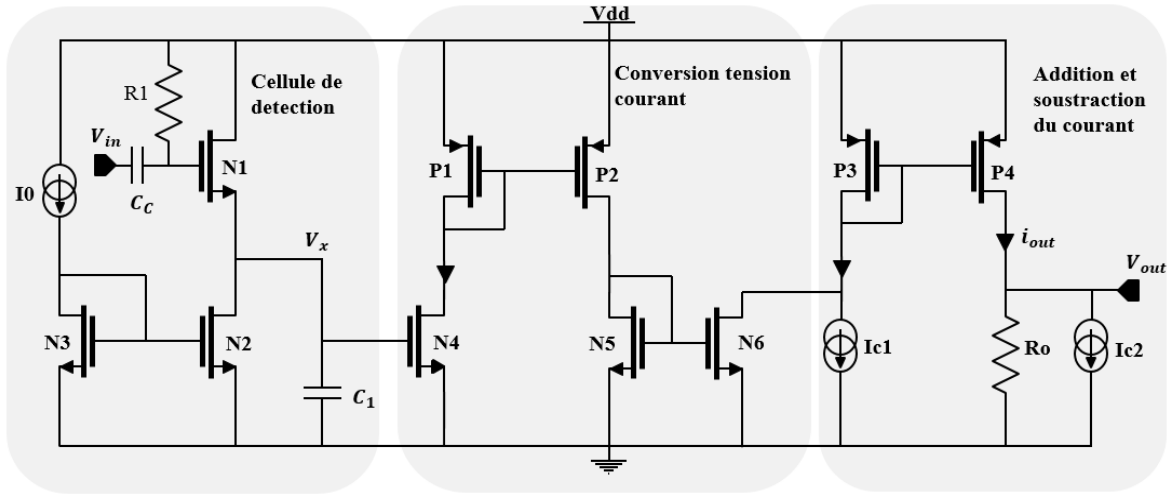 Vdd
Cellule de
detection
R1
V_in
C_C
N1
I0
V_x
N3
N2
C_1
Conversion tension
courant
P1
P2
N4
N5
N6
Addition et
soustraction
du courant
P3
P4
i_out
V_out
Ic1
Ro
Ic2